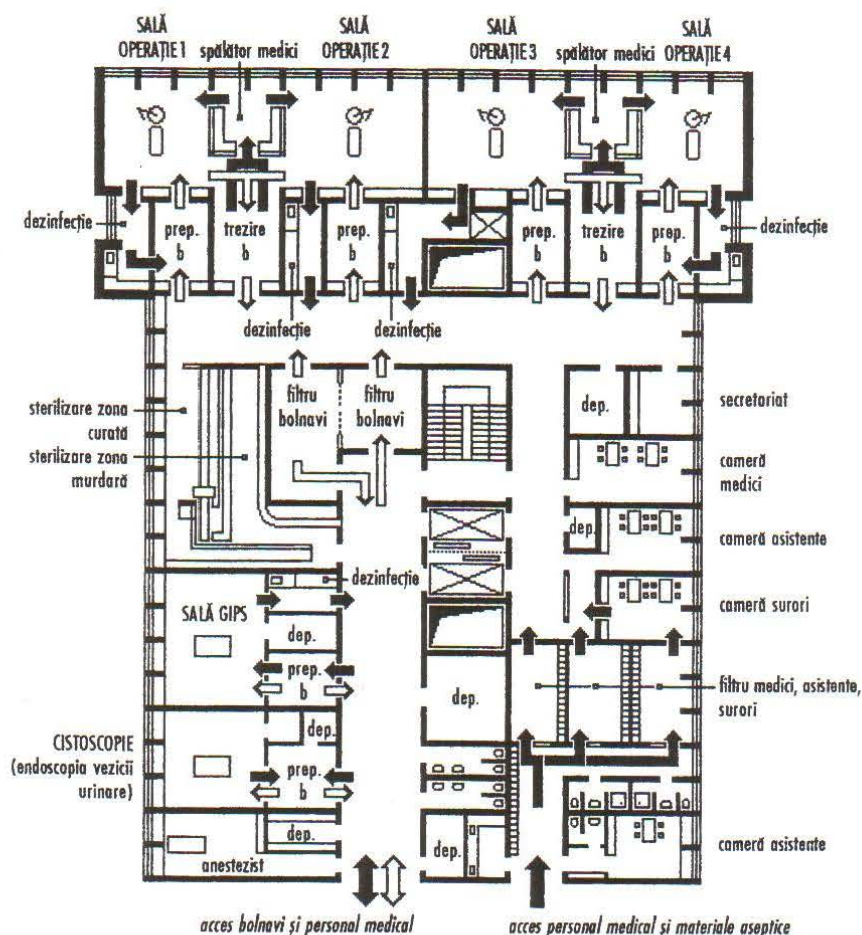 SALĂ
OPERAȚIE 1
spălător medici
SALĂ
OPERAȚIE 2
SALĂ
OPERAȚIE 3
spălător medici
SALĂ
OPERAȚIE 4
dezinfecție
prep.
b
trezire
b
prep.
b
prep.
b
trezire
b
prep.
b
dezinfecție
dezinfecție
dezinfecție
filtru
bolnavi
filtru
bolnavi
dep.
secretariat
sterilizare zona
curată
sterilizare zona
murdară
cameră
medici
dep.
cameră asistente
dezinfecție
SALĂ GIPS
dep.
prep.
b
cameră surori
dep.
filtru medici, asistente,
surori
CISTOSCOPIE
(endoscopia vezicii
urinare)
dep.
prep.
b
dep.
anestezist
dep.
cameră asistente
acces bolnavi și personal medical
acces personal medical si materiale aseptice